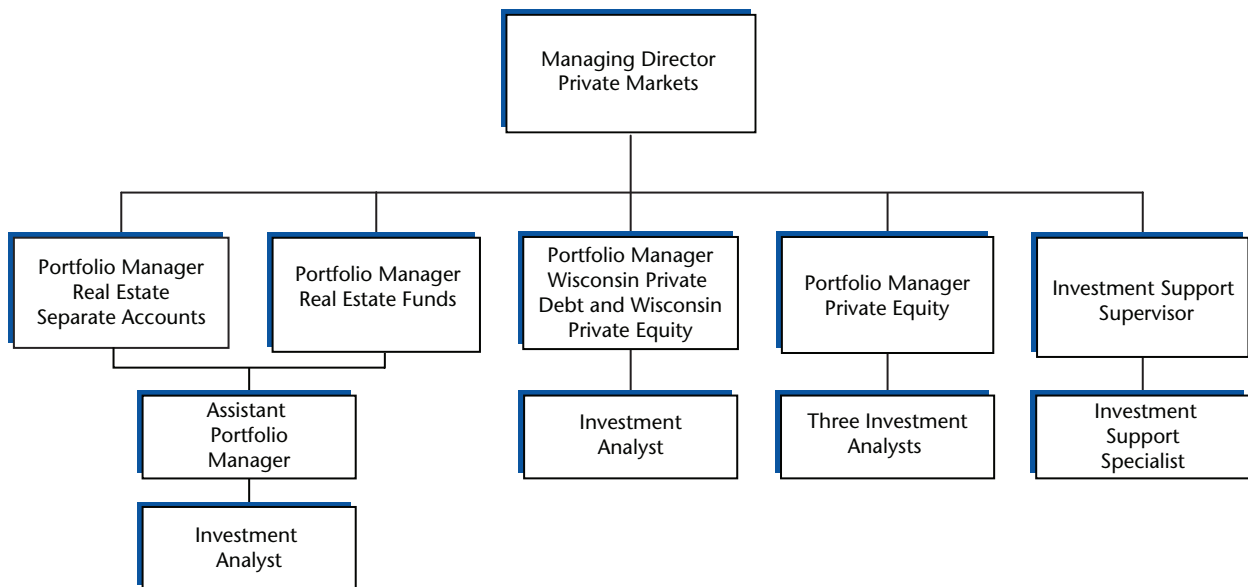 Managing Director
Private Markets
Portfolio Manager
Real Estate
Separate Accounts
Portfolio Manager
Real Estate Funds
Portfolio Manager
Wisconsin Private
Debt and Wisconsin
Private Equity
Portfolio Manager
Private Equity
Investment Support
Supervisor
Assistant
Portfolio
Manager
Investment
Analyst
Three Investment
Analysts
Investment
Support
Specialist
Investment
Analyst